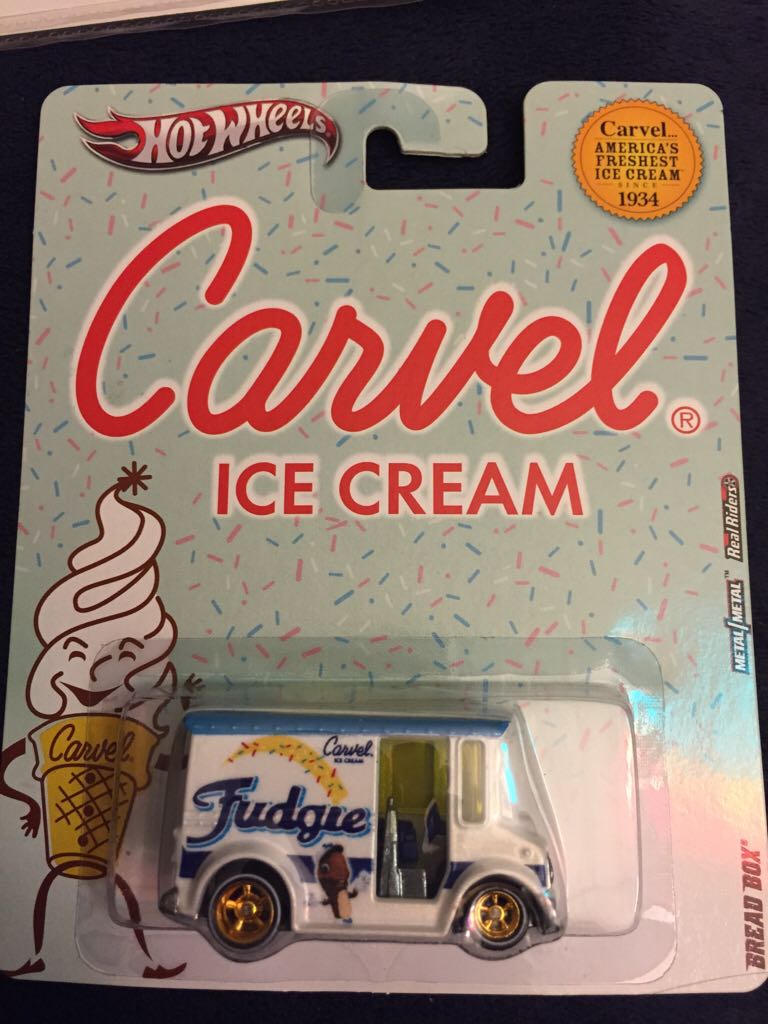 HOT WHEELS
Carvel...
AMERICA'S
FRESHEST
ICE CREAM
SINCE
1934
Carvel®
ICE CREAM
Real Riders®
METAL/METAL™
Carvel®
Carvel®
ICE CREAM
Fudgie
BREAD BOX®